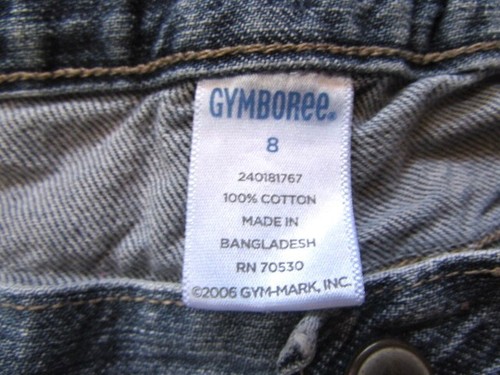 GYMBOREE®
8
240181767
100% COTTON
MADE IN
BANGLADESH
RN 70530
©2006 GYM-MARK, INC.